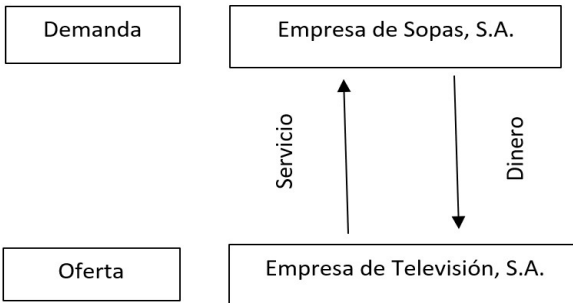 Demanda
Empresa de Sopas, S.A.
Servicio
Dinero
Oferta
Empresa de Televisión, S.A.